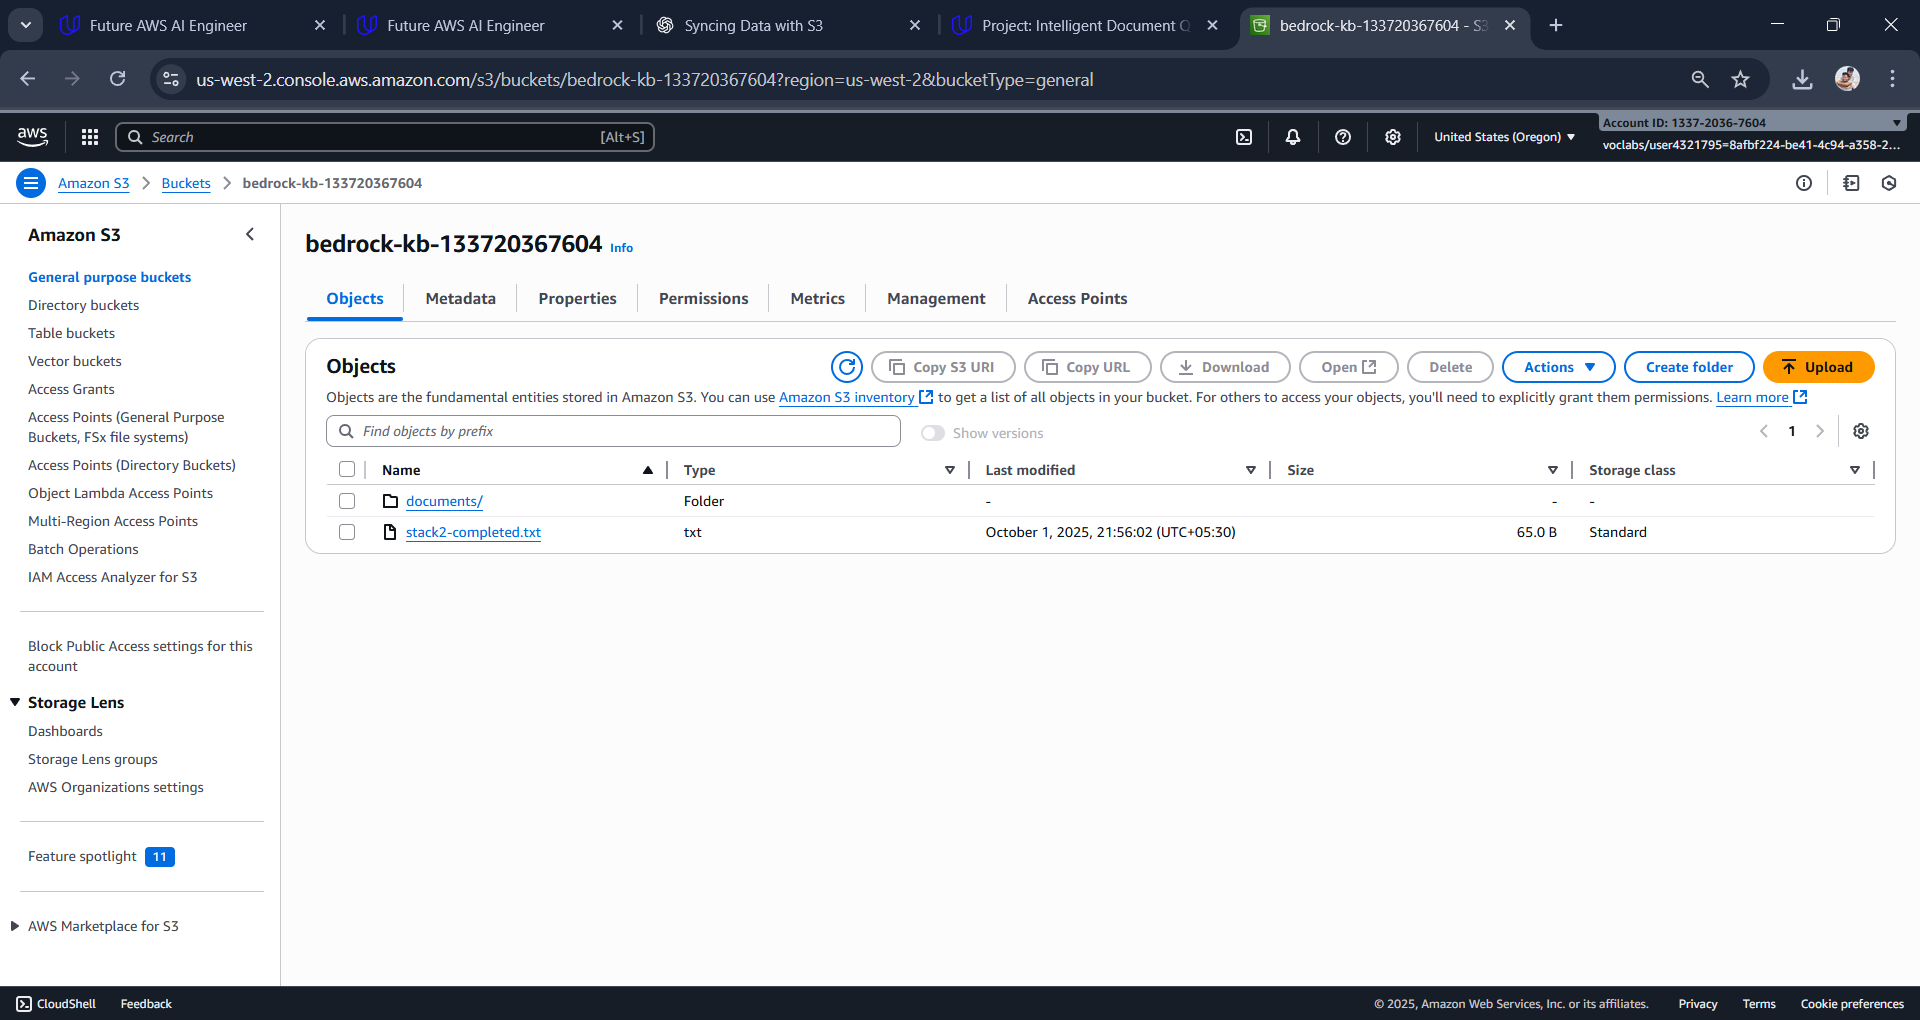 Future AWS AI Engineer
Future AWS AI Engineer
Syncing Data with S3
Project: Intelligent Document Q
bedrock-kb-133720367604 - S3
us-west-2.console.aws.amazon.com/s3/buckets/bedrock-kb-133720367604?region=us-west-2&bucketType=general
aws
Search
[Alt+S]
United States (Oregon)
Account ID: 1337-2036-7604
voclabs/user4321795=8afbf224-be41-4c94-a358-2...
Amazon S3
Buckets
bedrock-kb-133720367604
Amazon S3
General purpose buckets
Directory buckets
Table buckets
Vector buckets
Access Grants
Access Points (General Purpose
Buckets, FSx file systems)
Access Points (Directory Buckets)
Object Lambda Access Points
Multi-Region Access Points
Batch Operations
IAM Access Analyzer for S3
Block Public Access settings for this
account
Storage Lens
Dashboards
Storage Lens groups
AWS Organizations settings
Feature spotlight 11
AWS Marketplace for S3
bedrock-kb-133720367604 Info
Objects
Metadata
Properties
Permissions
Metrics
Management
Access Points
Objects
Copy S3 URI
Copy URL
Download
Open
Delete
Actions
Create folder
Upload
Objects are the fundamental entities stored in Amazon S3. You can use Amazon S3 inventory to get a list of all objects in your bucket. For others to access your objects, you'll need to explicitly grant them permissions. Learn more
Find objects by prefix
Show versions
1
Name Type Last modified Size Storage class
documents/ Folder - - -
stack2-completed.txt txt October 1, 2025, 21:56:02 (UTC+05:30) 65.0 B Standard
CloudShell
Feedback
© 2025, Amazon Web Services, Inc. or its affiliates.
Privacy
Terms
Cookie preferences